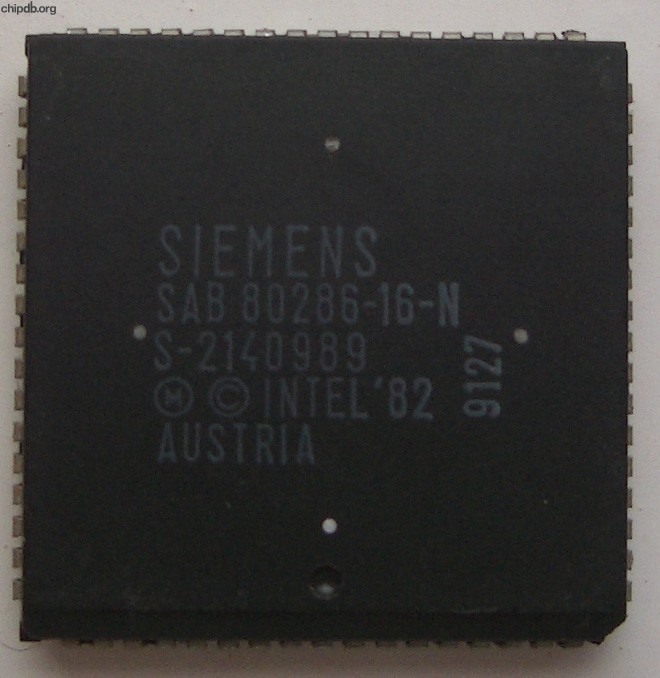 chipdb.org
SIEMENS
SAB 80286-16-N
S-2140989
Ⓜ © INTEL '82
AUSTRIA
9127